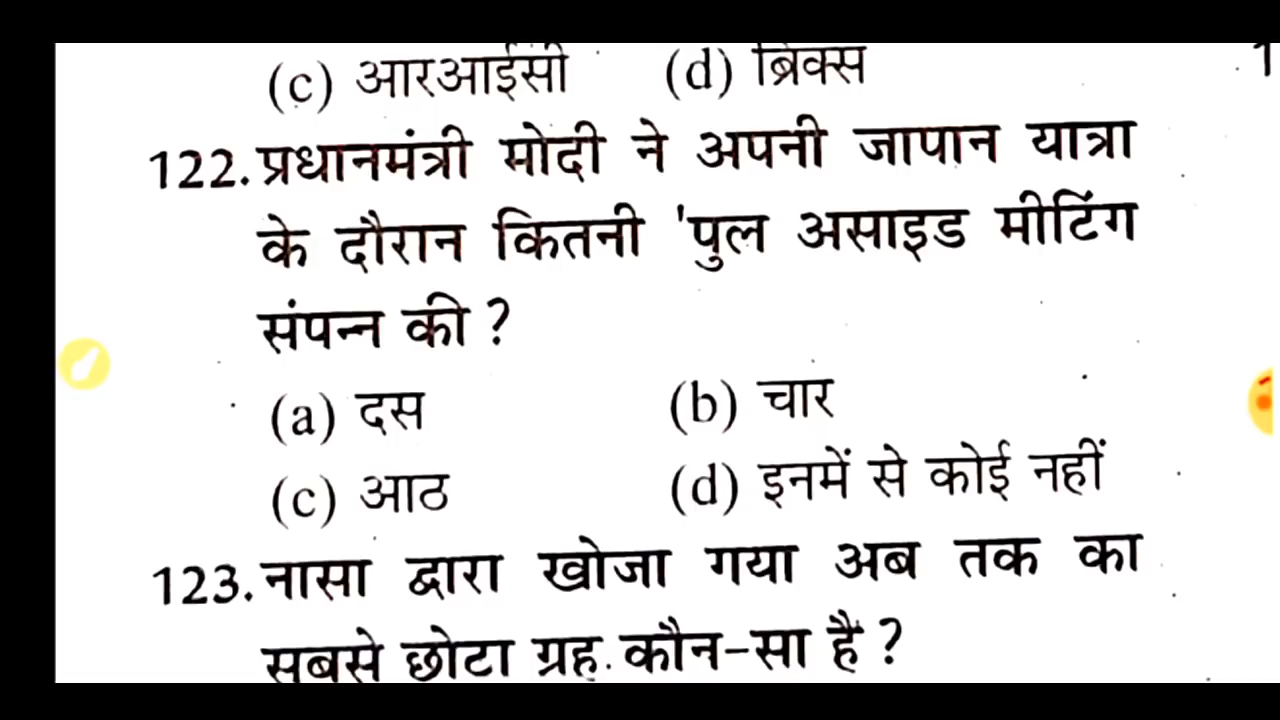 (c) आरआईसी (d) ब्रिक्स
122. प्रधानमंत्री मोदी ने अपनी जापान यात्रा
के दौरान कितनी 'पुल असाइड मीटिंग
संपन्न की ?
(a) दस (b) चार
(c) आठ (d) इनमें से कोई नहीं
123. नासा द्वारा खोजा गया अब तक का
सबसे छोटा ग्रह कौन-सा है ?